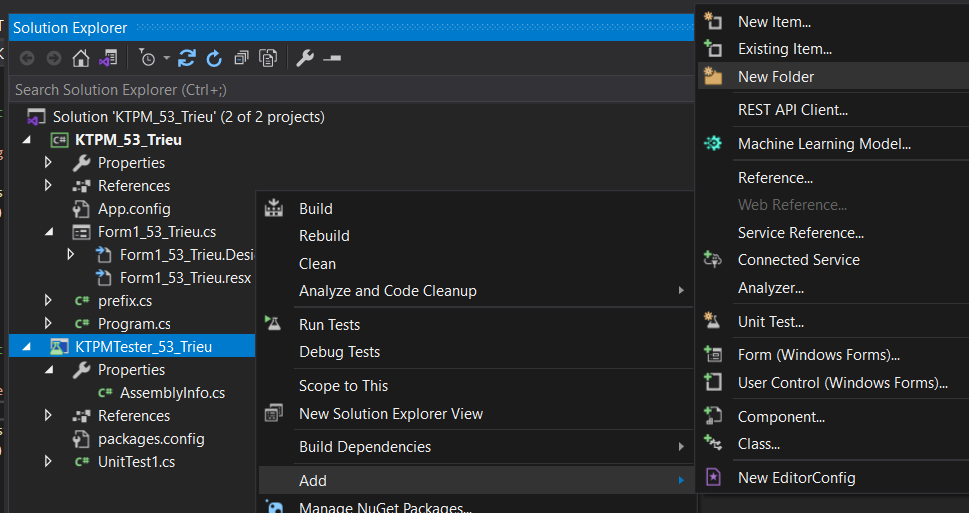 Solution Explorer
Search Solution Explorer (Ctrl+;)
Solution 'KTPM_53_Trieu' (2 of 2 projects)
KTPM_53_Trieu
Properties
References
App.config
Form1_53_Trieu.cs
Form1_53_Trieu.Desi
Form1_53_Trieu.resx
prefix.cs
Program.cs
KTPMTester_53_Trieu
Properties
AssemblyInfo.cs
References
packages.config
UnitTest1.cs
Build
Rebuild
Clean
Analyze and Code Cleanup
Run Tests
Debug Tests
Scope to This
New Solution Explorer View
Build Dependencies
Add
Manage NuGet Packages...
New Item...
Existing Item...
New Folder
REST API Client...
Machine Learning Model...
Reference...
Web Reference...
Service Reference...
Connected Service
Analyzer...
Unit Test...
Form (Windows Forms)...
User Control (Windows Forms)...
Component...
Class...
New EditorConfig